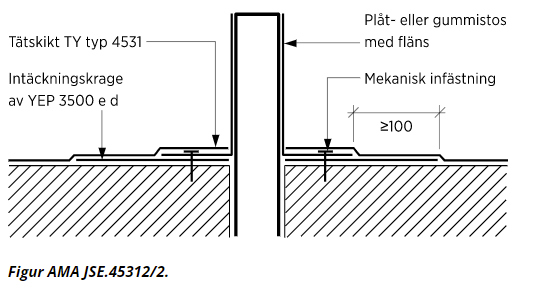 Plåt- eller gummistos
med fläns
Tätskikt TY typ 4531
Intäckningskrage
av YEP 3500 e d
Mekanisk infästning
≥100
Figur AMA JSE.45312/2.